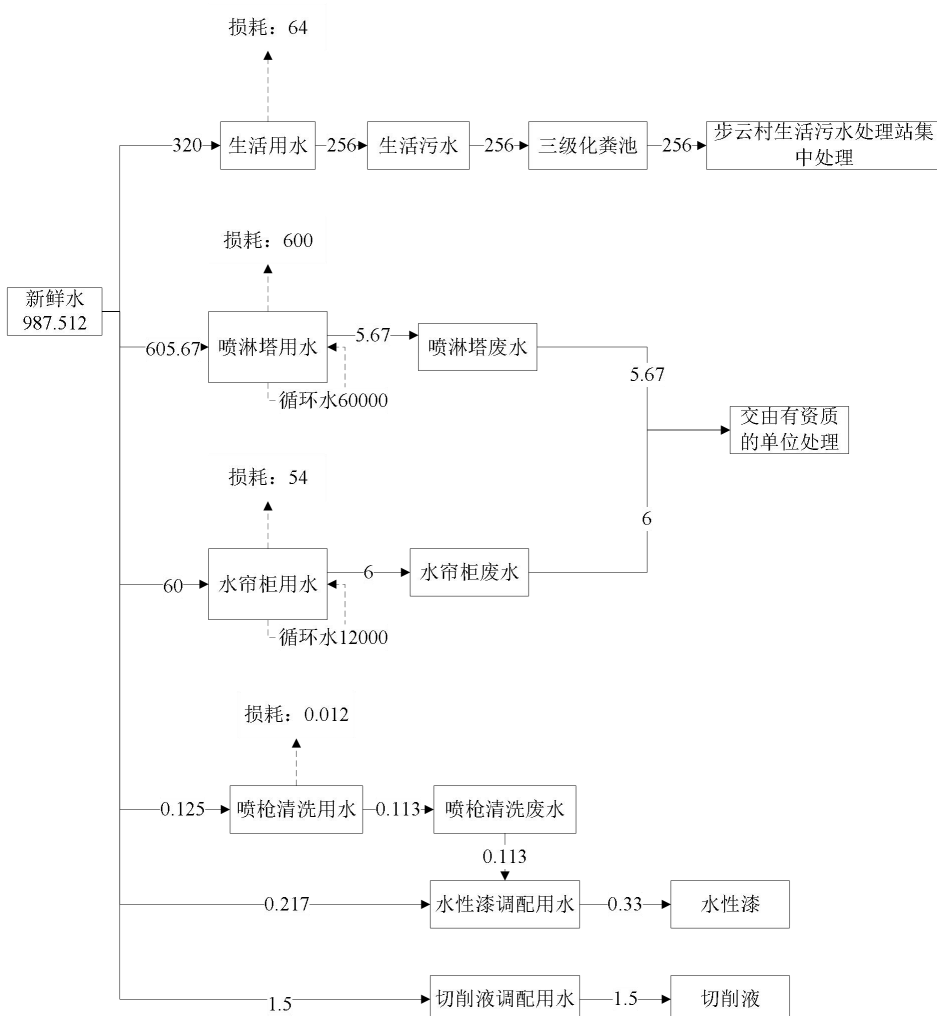 损耗：64
320
生活用水
256
生活污水
256
三级化粪池
256
步云村生活污水处理站集
中处理
损耗：600
新鲜水
987.512
605.67
喷淋塔用水
5.67
喷淋塔废水
5.67
循环水60000
交由有资质
的单位处理
损耗：54
6
60
水帘柜用水
6
水帘柜废水
循环水12000
损耗：0.012
0.125
喷枪清洗用水
0.113
喷枪清洗废水
0.113
0.217
水性漆调配用水
0.33
水性漆
1.5
切削液调配用水
1.5
切削液